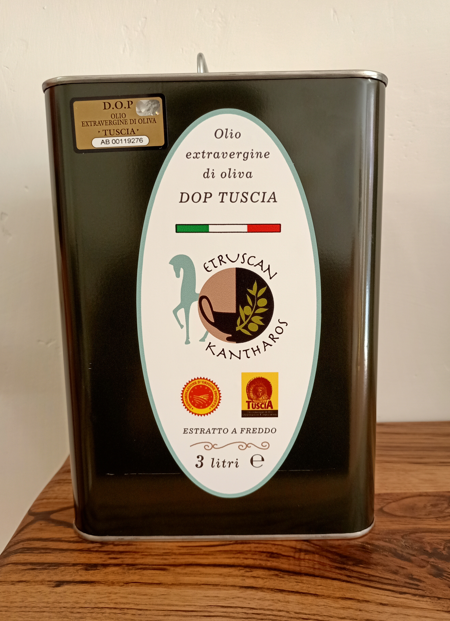 D.O.P
OLIO
EXTRAVERGINE DI OLIVA
"TUSCIA"
AB 00119276
Olio
extravergine
di oliva
DOP TUSCIA
ETRUSCAN
KANTHAROS
TUSCIA
ESTRATTO A FREDDO
3 litri ℮